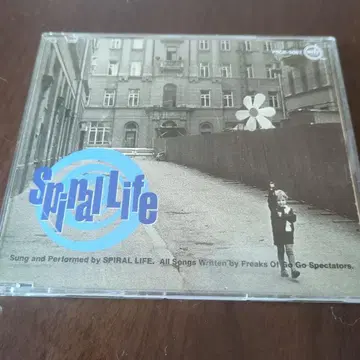 Spiral Life
Sung and Performed by SPIRAL LIFE. All Songs Written by Freaks Of Go Go Spectators.